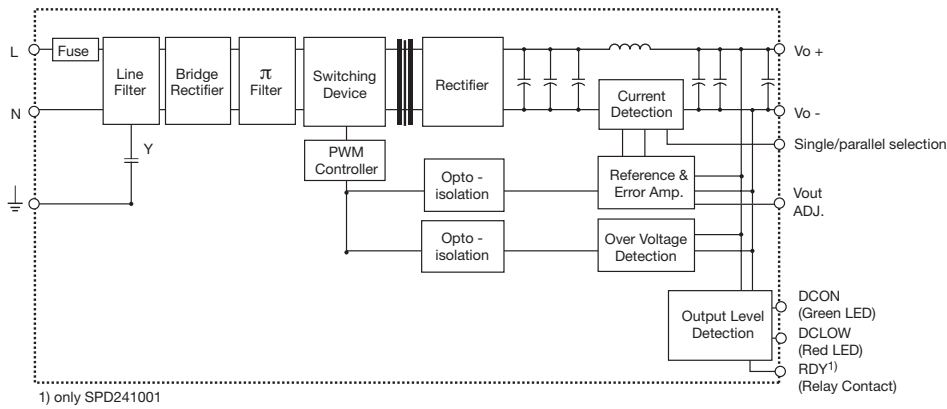 L
Fuse
Line
Filter
Bridge
Rectifier
π
Filter
Switching
Device
Rectifier
Current
Detection
Vo +
N
Vo -
Y
PWM
Controller
Opto -
isolation
Reference &
Error Amp.
Single/parallel selection
Vout
ADJ.
Opto -
isolation
Over Voltage
Detection
Output Level
Detection
DCON
(Green LED)
DCLOW
(Red LED)
RDY1)
(Relay Contact)
1) only SPD241001